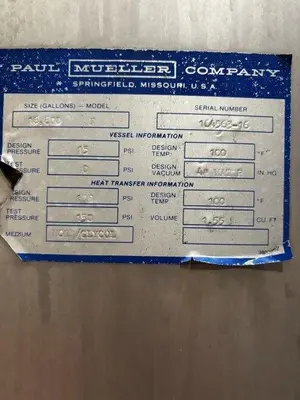 PAUL MUELLER COMPANY
SPRINGFIELD, MISSOURI, U.S.A.
SIZE (GALLONS) – MODEL SERIAL NUMBER
VESSEL INFORMATION
DESIGN PRESSURE 15 PSI DESIGN TEMP. 100 °F
TEST PRESSURE PSI DESIGN VACUUM IN. HG
HEAT TRANSFER INFORMATION
DESIGN PRESSURE PSI DESIGN TEMP. 100 °F
TEST PRESSURE 150 PSI VOLUME CU. FT.
MEDIUM